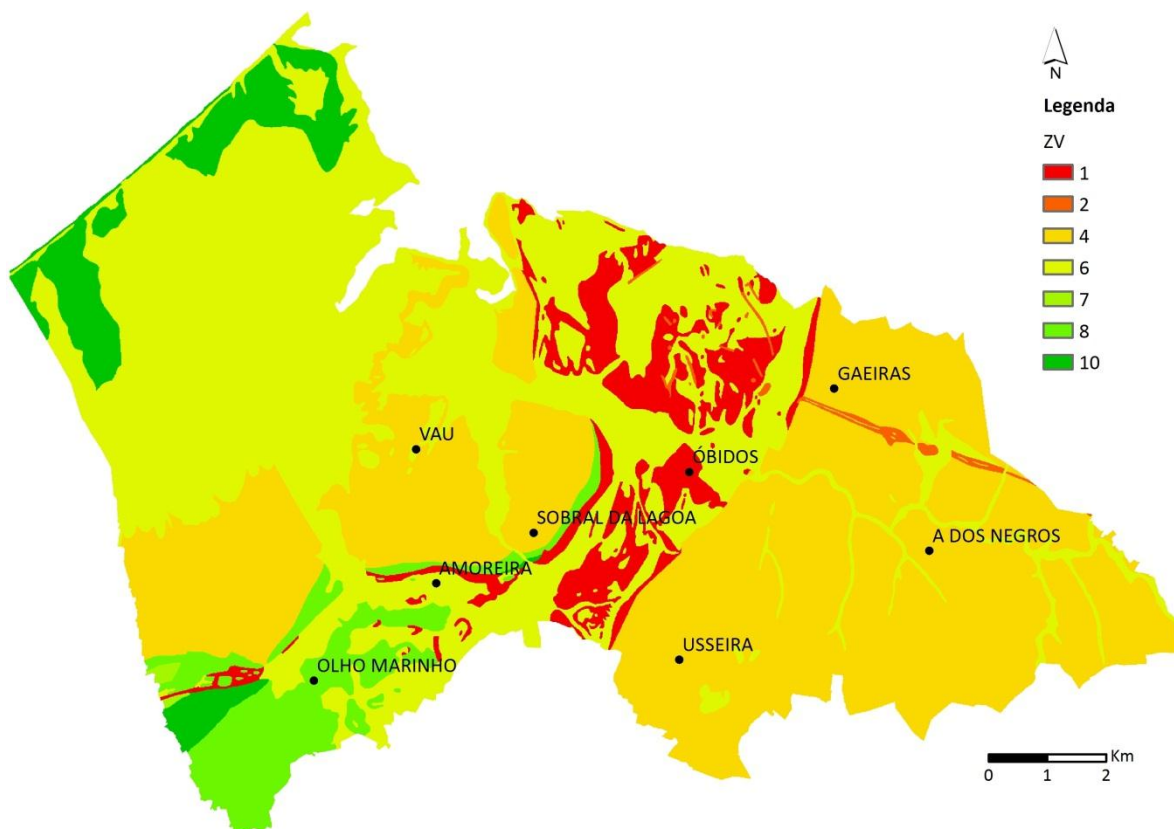 N
Legenda
ZV
1
2
4
6
7
8
10
GAEIRAS
VAU
ÓBIDOS
SOBRAL DA LAGOA
A DOS NEGROS
AMOREIRA
USSEIRA
OLHO MARINHO
Km
0 1 2